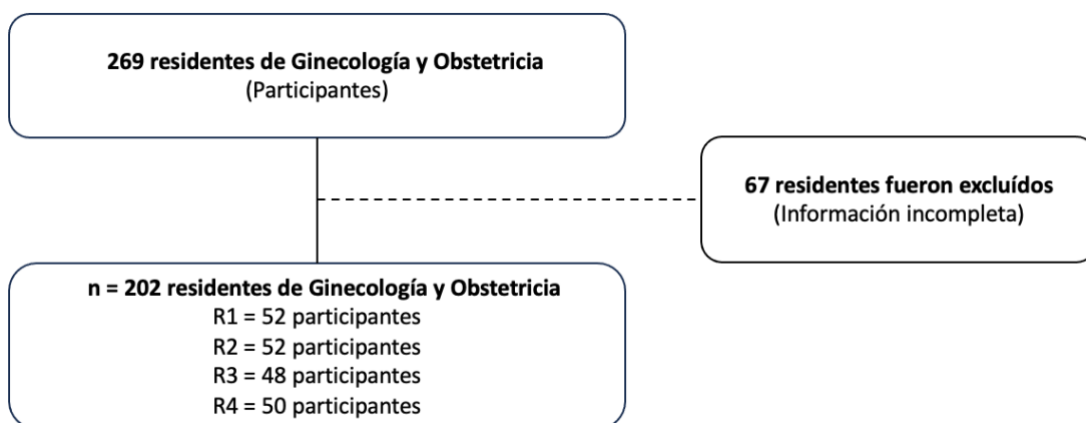 269 residentes de Ginecología y Obstetricia
(Participantes)
67 residentes fueron excluídos
(Información incompleta)
n = 202 residentes de Ginecología y Obstetricia
R1 = 52 participantes
R2 = 52 participantes
R3 = 48 participantes
R4 = 50 participantes